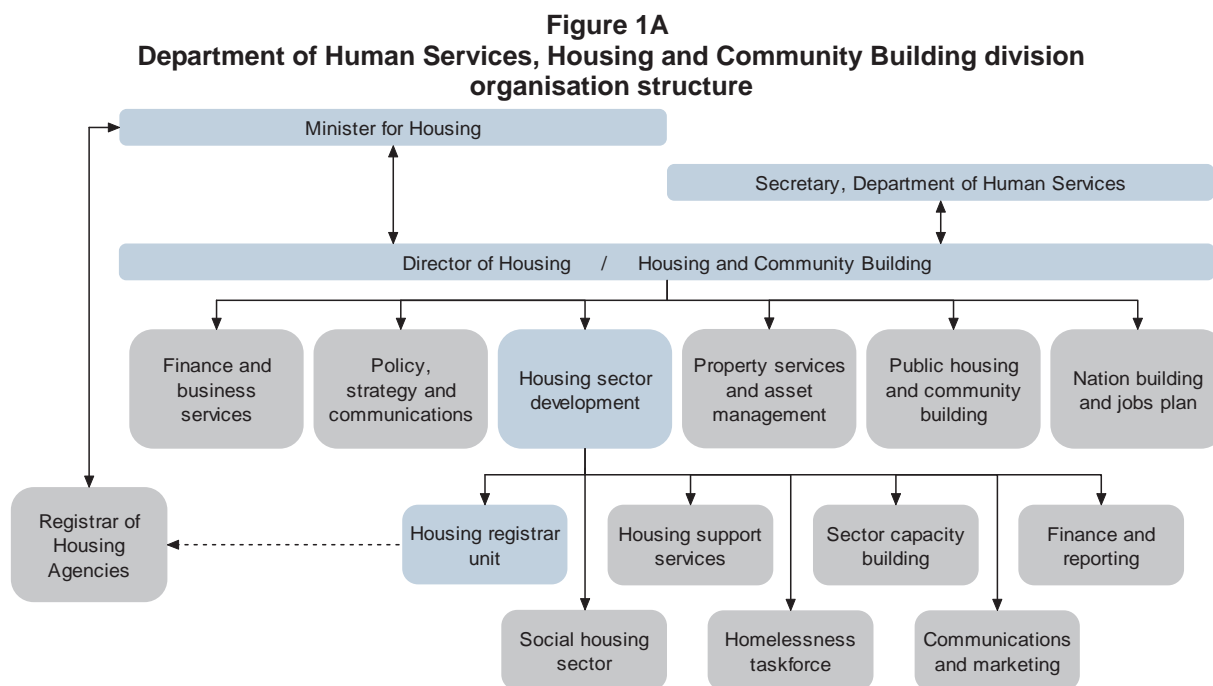 Figure 1A
Department of Human Services, Housing and Community Building division
organisation structure
Minister for Housing
Secretary, Department of Human Services
Director of Housing / Housing and Community Building
Finance and
business
services
Policy,
strategy and
communications
Housing sector
development
Property services
and asset
management
Public housing
and community
building
Nation building
and jobs plan
Registrar of
Housing
Agencies
Housing registrar
unit
Housing support
services
Sector capacity
building
Finance and
reporting
Social housing
sector
Homelessness
taskforce
Communications
and marketing